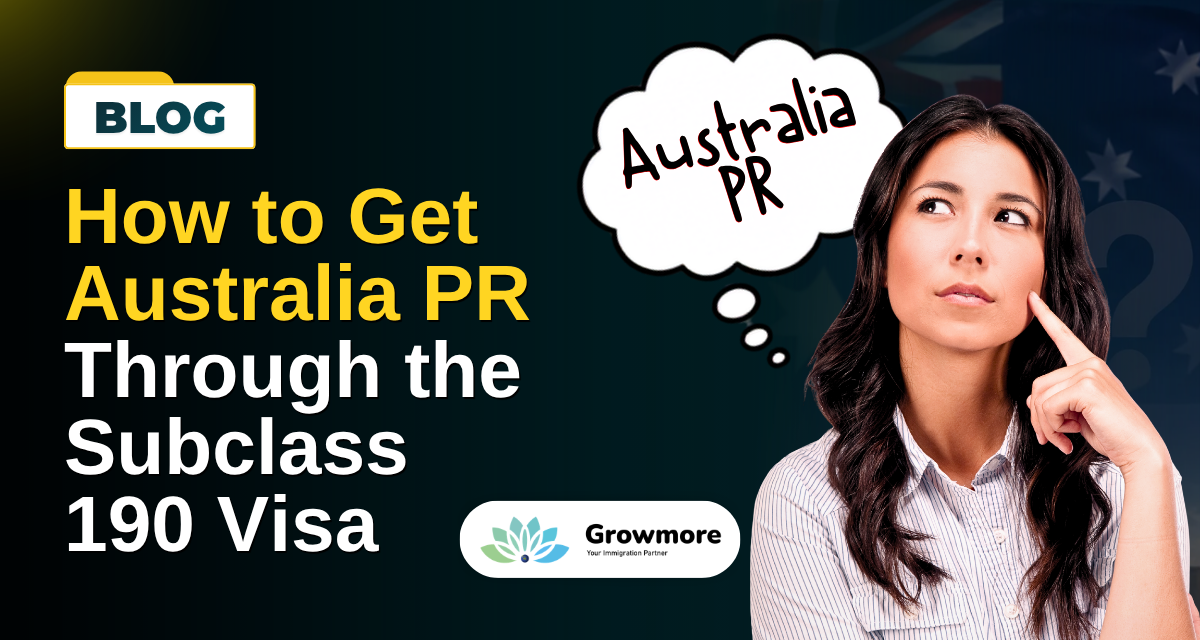 BLOG
How to Get
Australia PR
Through the
Subclass
190 Visa
Australia
PR
?
Growmore
Your Immigration Partner